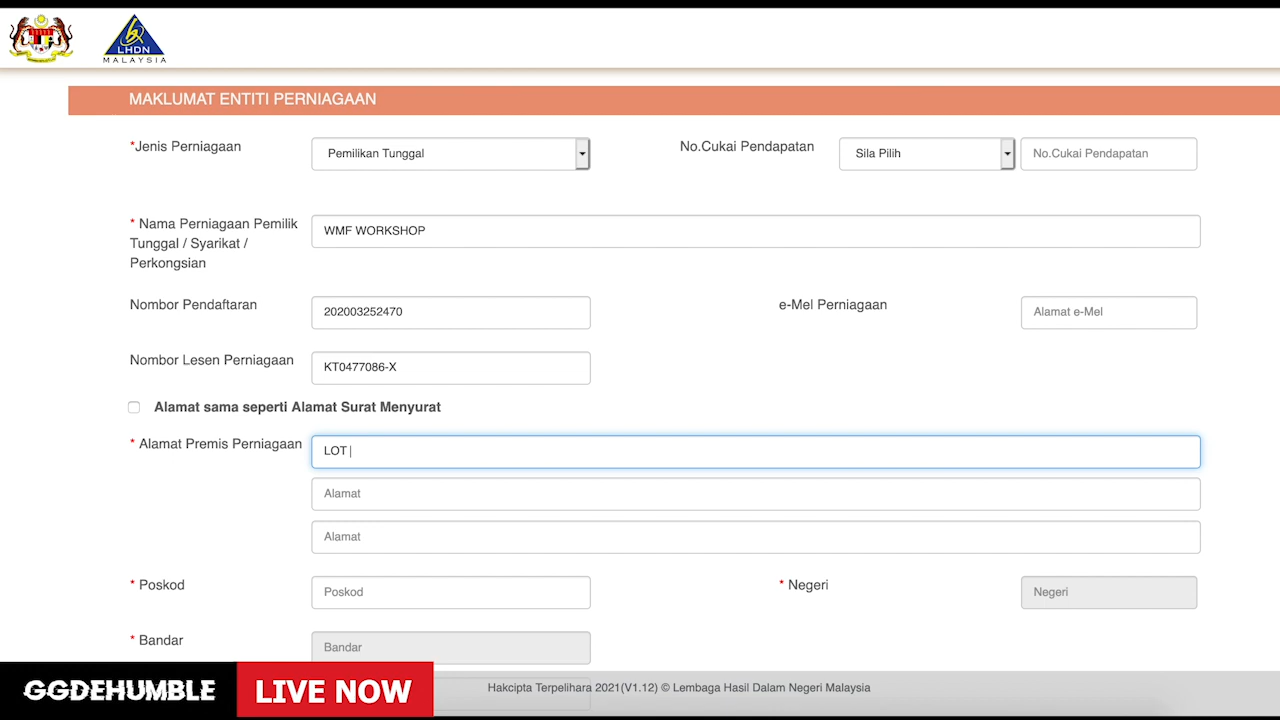 LHDN
MALAYSIA
MAKLUMAT ENTITI PERNIAGAAN
*Jenis Perniagaan
Pemilikan Tunggal
No.Cukai Pendapatan
Sila Pilih
No.Cukai Pendapatan
* Nama Perniagaan Pemilik
Tunggal / Syarikat /
Perkongsian
WMF WORKSHOP
Nombor Pendaftaran
202003252470
e-Mel Perniagaan
Alamat e-Mel
Nombor Lesen Perniagaan
KT0477086-X
Alamat sama seperti Alamat Surat Menyurat
* Alamat Premis Perniagaan
LOT
Alamat
Alamat
* Poskod
Poskod
* Negeri
Negeri
* Bandar
Bandar
GGDEHUMBLE
LIVE NOW
Hakcipta Terpelihara 2021(V1.12) © Lembaga Hasil Dalam Negeri Malaysia